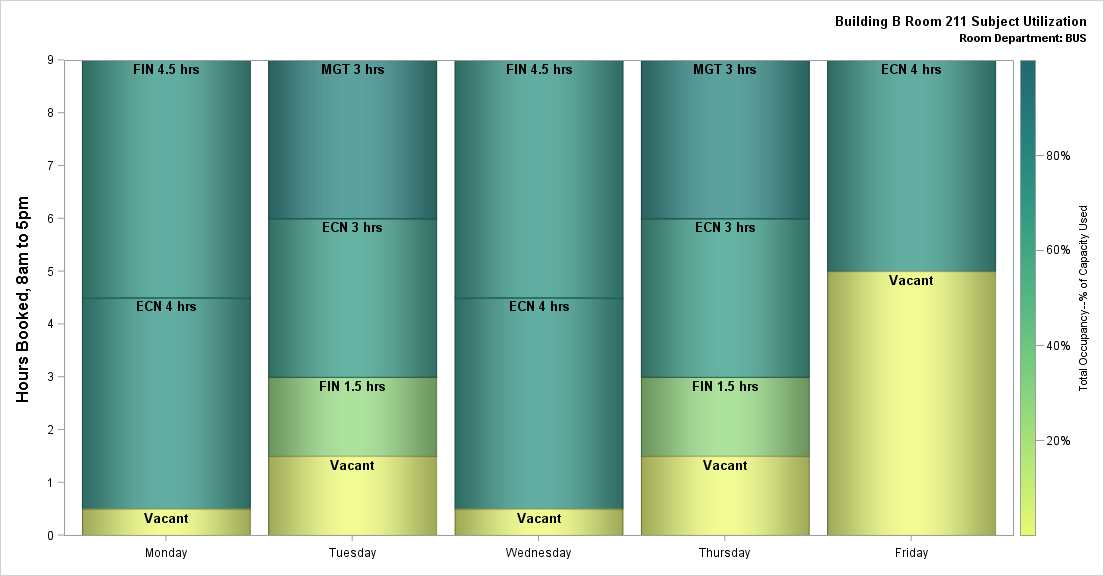 Building B Room 211 Subject Utilization
Room Department: BUS
Hours Booked, 8am to 5pm
9
8
7
6
5
4
3
2
1
0
FIN 4.5 hrs
ECN 4 hrs
Vacant
MGT 3 hrs
ECN 3 hrs
FIN 1.5 hrs
Vacant
FIN 4.5 hrs
ECN 4 hrs
Vacant
MGT 3 hrs
ECN 3 hrs
FIN 1.5 hrs
Vacant
ECN 4 hrs
Vacant
Monday
Tuesday
Wednesday
Thursday
Friday
80%
60%
40%
20%
Total Occupancy--% of Capacity Used